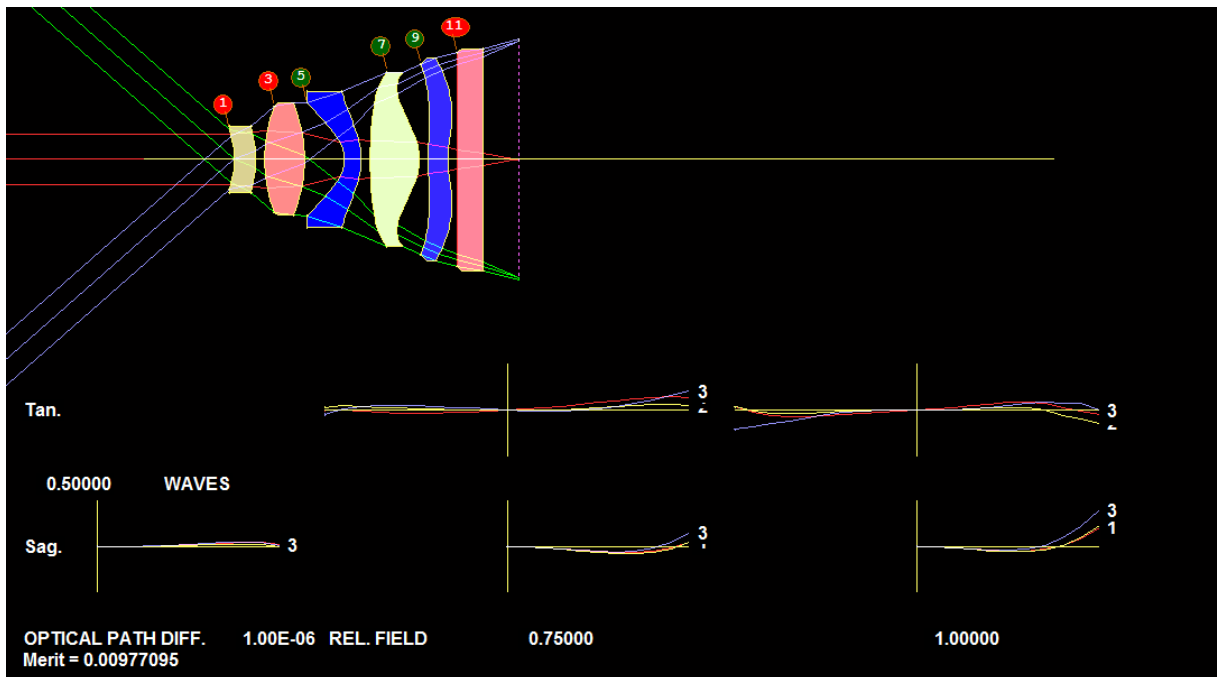 11
9
7
5
3
1
3
Tan.
3
0.50000 WAVES
3
3
Sag.
3
1
OPTICAL PATH DIFF. 1.00E-06 REL. FIELD 0.75000 1.00000
Merit = 0.00977095